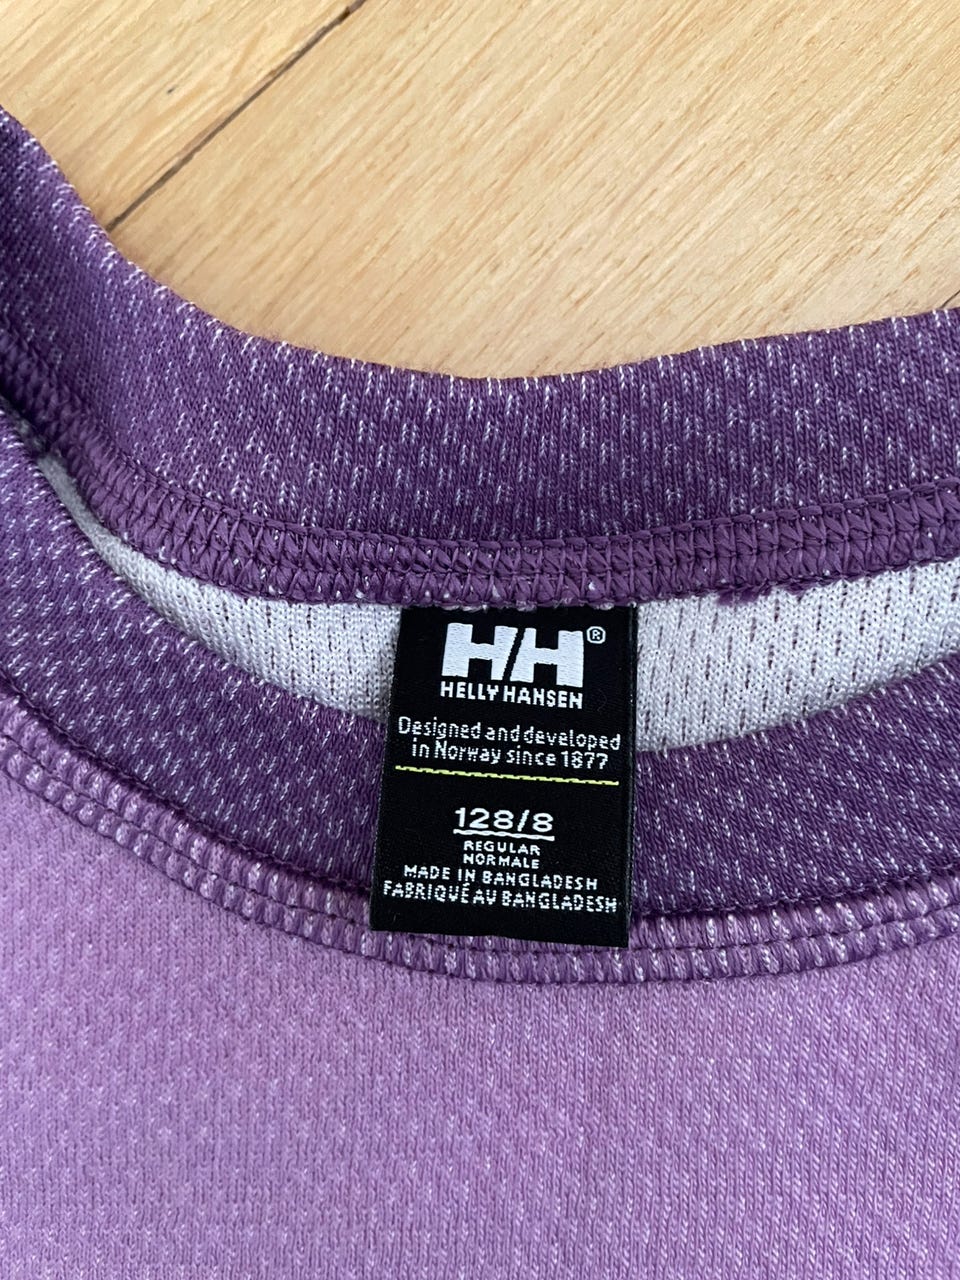 HH®
HELLY HANSEN
Designed and developed
in Norway since 1877
128/8
REGULAR
NORMALE
MADE IN BANGLADESH
FABRIQUÉ AU BANGLADESH